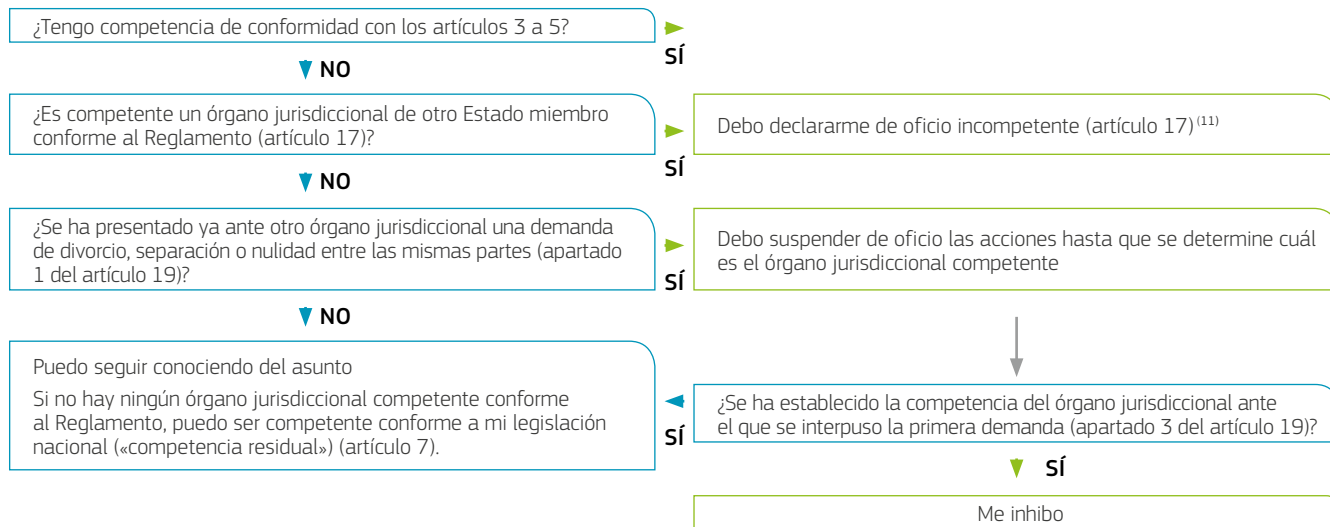 ¿Tengo competencia de conformidad con los artículos 3 a 5?
SÍ
NO
¿Es competente un órgano jurisdiccional de otro Estado miembro
conforme al Reglamento (artículo 17)?
SÍ
Debo declararme de oficio incompetente (artículo 17) (11)
NO
¿Se ha presentado ya ante otro órgano jurisdiccional una demanda
de divorcio, separación o nulidad entre las mismas partes (apartado
1 del artículo 19)?
SÍ
Debo suspender de oficio las acciones hasta que se determine cuál
es el órgano jurisdiccional competente
NO
Puedo seguir conociendo del asunto
Si no hay ningún órgano jurisdiccional competente conforme
al Reglamento, puedo ser competente conforme a mi legislación
nacional («competencia residual») (artículo 7).
SÍ
¿Se ha establecido la competencia del órgano jurisdiccional ante
el que se interpuso la primera demanda (apartado 3 del artículo 19)?
SÍ
Me inhibo